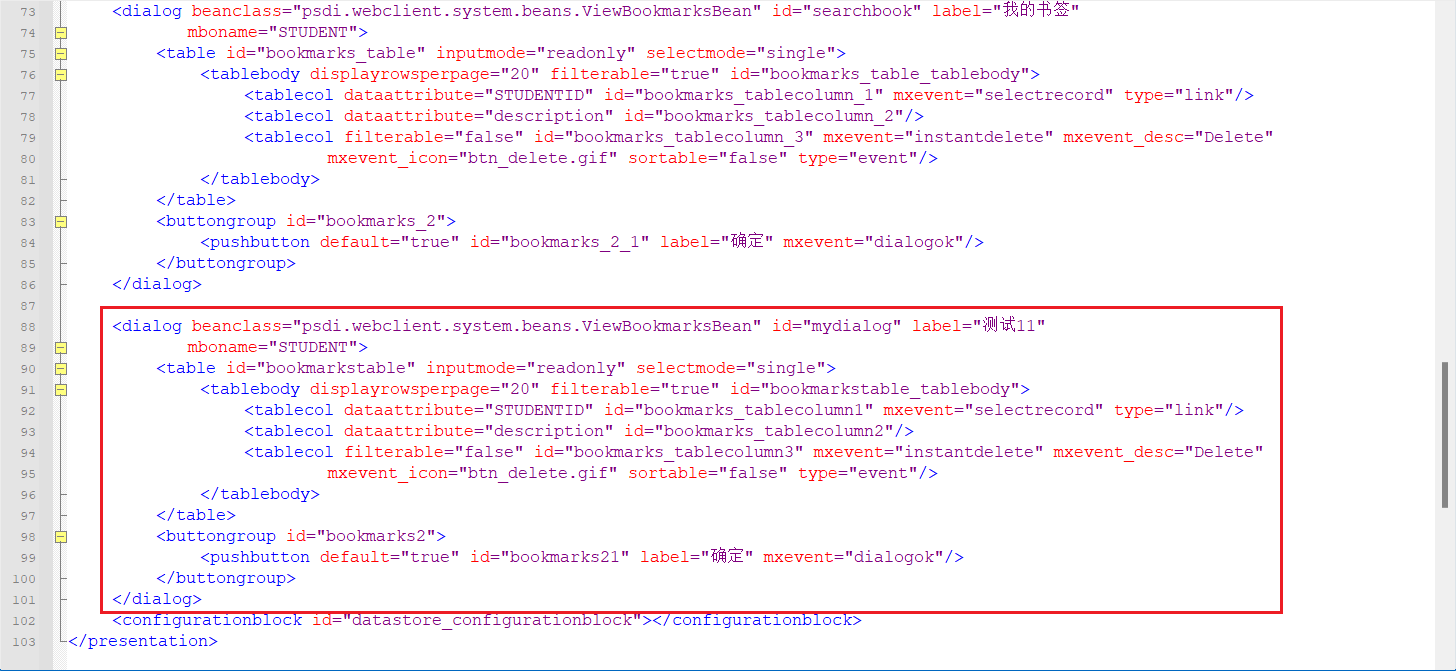 73 <dialog beanclass="psdi.webclient.system.beans.ViewBookmarksBean" id="searchbook" label="我的书签"
74 mboname="STUDENT">
75 <table id="bookmarks_table" inputmode="readonly" selectmode="single">
76 <tablebody displayrowsperpage="20" filterable="true" id="bookmarks_table_tablebody">
77 <tablecol dataattribute="STUDENTID" id="bookmarks_tablecolumn_1" mxevent="selectrecord" type="link"/>
78 <tablecol dataattribute="description" id="bookmarks_tablecolumn_2"/>
79 <tablecol filterable="false" id="bookmarks_tablecolumn_3" mxevent="instantdelete" mxevent_desc="Delete"
80 mxevent_icon="btn_delete.gif" sortable="false" type="event"/>
81 </tablebody>
82 </table>
83 <buttongroup id="bookmarks_2">
84 <pushbutton default="true" id="bookmarks_2_1" label="确定" mxevent="dialogok"/>
85 </buttongroup>
86 </dialog>
87
88 <dialog beanclass="psdi.webclient.system.beans.ViewBookmarksBean" id="mydialog" label="测试11"
89 mboname="STUDENT">
90 <table id="bookmarkstable" inputmode="readonly" selectmode="single">
91 <tablebody displayrowsperpage="20" filterable="true" id="bookmarkstable_tablebody">
92 <tablecol dataattribute="STUDENTID" id="bookmarks_tablecolumn1" mxevent="selectrecord" type="link"/>
93 <tablecol dataattribute="description" id="bookmarks_tablecolumn2"/>
94 <tablecol filterable="false" id="bookmarks_tablecolumn3" mxevent="instantdelete" mxevent_desc="Delete"
95 mxevent_icon="btn_delete.gif" sortable="false" type="event"/>
96 </tablebody>
97 </table>
98 <buttongroup id="bookmarks2">
99 <pushbutton default="true" id="bookmarks21" label="确定" mxevent="dialogok"/>
100 </buttongroup>
101 </dialog>
102 <configurationblock id="datastore_configurationblock"></configurationblock>
103 </presentation>